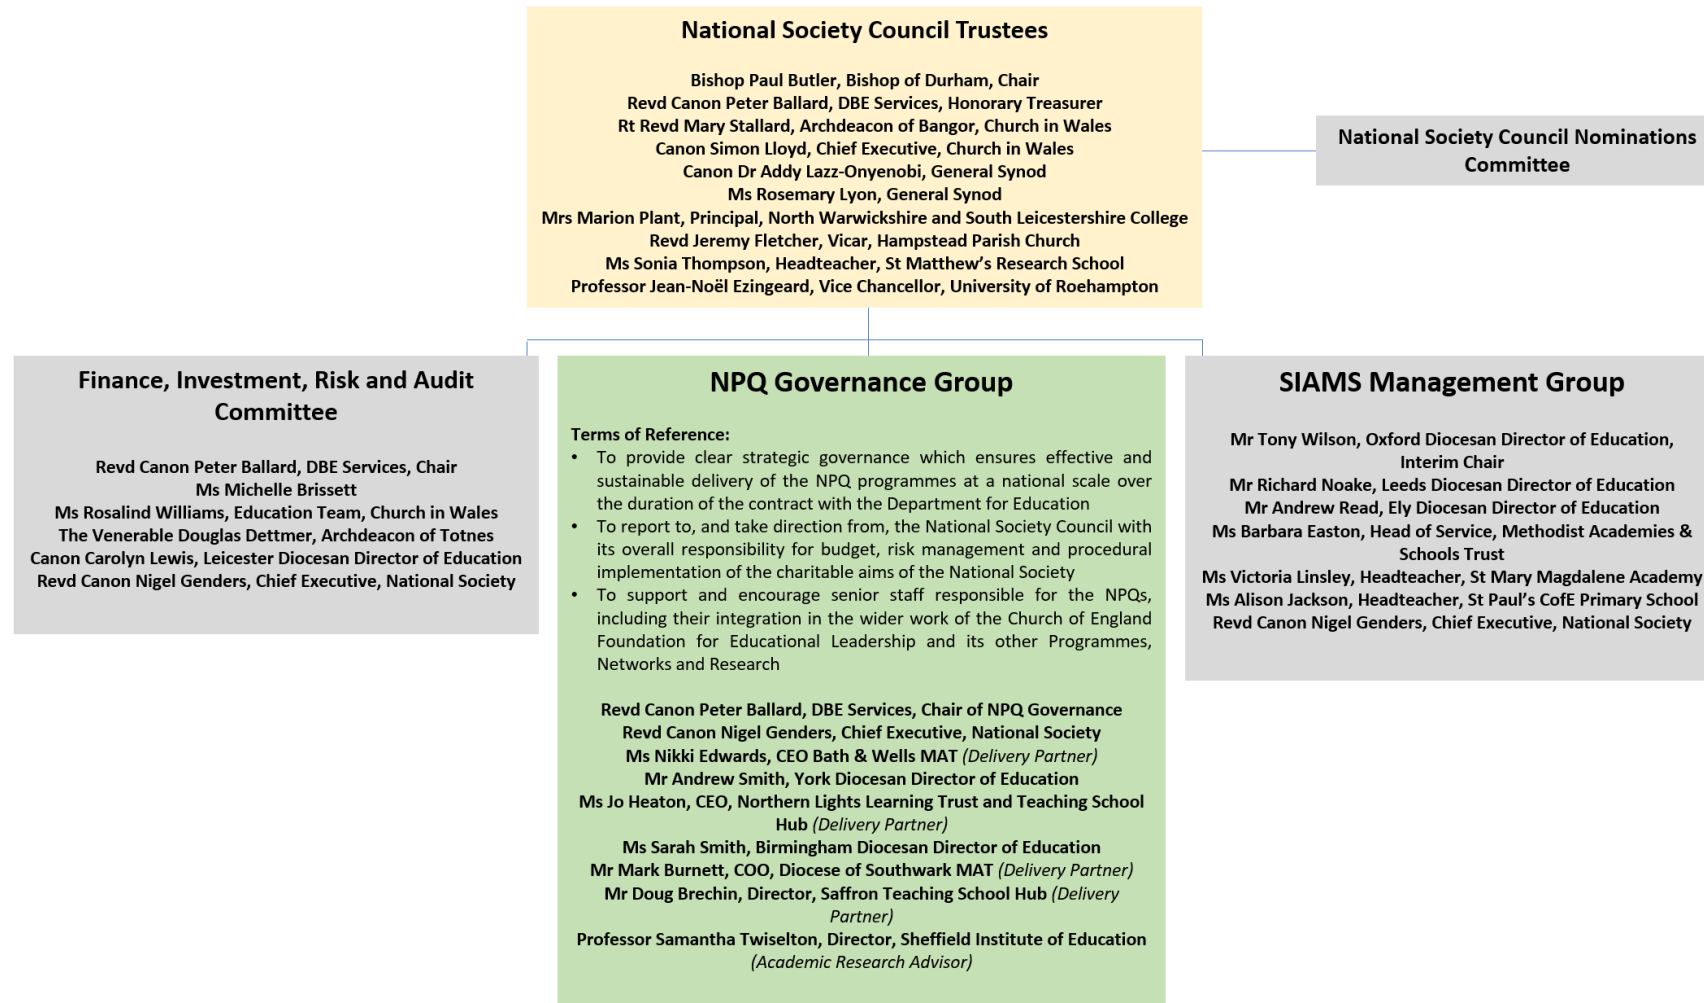 National Society Council Trustees
Bishop Paul Butler, Bishop of Durham, Chair
Revd Canon Peter Ballard, DBE Services, Honorary Treasurer
Rt Revd Mary Stallard, Archdeacon of Bangor, Church in Wales
Canon Simon Lloyd, Chief Executive, Church in Wales
Canon Dr Addy Lazz-Onyenobi, General Synod
Ms Rosemary Lyon, General Synod
Mrs Marion Plant, Principal, North Warwickshire and South Leicestershire College
Revd Jeremy Fletcher, Vicar, Hampstead Parish Church
Ms Sonia Thompson, Headteacher, St Matthew’s Research School
Professor Jean-Noël Ezingeard, Vice Chancellor, University of Roehampton
National Society Council Nominations
Committee
Finance, Investment, Risk and Audit
Committee
Revd Canon Peter Ballard, DBE Services, Chair
Ms Michelle Brissett
Ms Rosalind Williams, Education Team, Church in Wales
The Venerable Douglas Dettmer, Archdeacon of Totnes
Canon Carolyn Lewis, Leicester Diocesan Director of Education
Revd Canon Nigel Genders, Chief Executive, National Society
NPQ Governance Group
Terms of Reference:
• To provide clear strategic governance which ensures effective and
sustainable delivery of the NPQ programmes at a national scale over
the duration of the contract with the Department for Education
• To report to, and take direction from, the National Society Council with
its overall responsibility for budget, risk management and procedural
implementation of the charitable aims of the National Society
• To support and encourage senior staff responsible for the NPQs,
including their integration in the wider work of the Church of England
Foundation for Educational Leadership and its other Programmes,
Networks and Research
Revd Canon Peter Ballard, DBE Services, Chair of NPQ Governance
Revd Canon Nigel Genders, Chief Executive, National Society
Ms Nikki Edwards, CEO Bath & Wells MAT (Delivery Partner)
Mr Andrew Smith, York Diocesan Director of Education
Ms Jo Heaton, CEO, Northern Lights Learning Trust and Teaching School
Hub (Delivery Partner)
Ms Sarah Smith, Birmingham Diocesan Director of Education
Mr Mark Burnett, COO, Diocese of Southwark MAT (Delivery Partner)
Mr Doug Brechin, Director, Saffron Teaching School Hub (Delivery
Partner)
Professor Samantha Twiselton, Director, Sheffield Institute of Education
(Academic Research Advisor)
SIAMS Management Group
Mr Tony Wilson, Oxford Diocesan Director of Education,
Interim Chair
Mr Richard Noake, Leeds Diocesan Director of Education
Mr Andrew Read, Ely Diocesan Director of Education
Ms Barbara Easton, Head of Service, Methodist Academies &
Schools Trust
Ms Victoria Linsley, Headteacher, St Mary Magdalene Academy
Ms Alison Jackson, Headteacher, St Paul’s CofE Primary School
Revd Canon Nigel Genders, Chief Executive, National Society